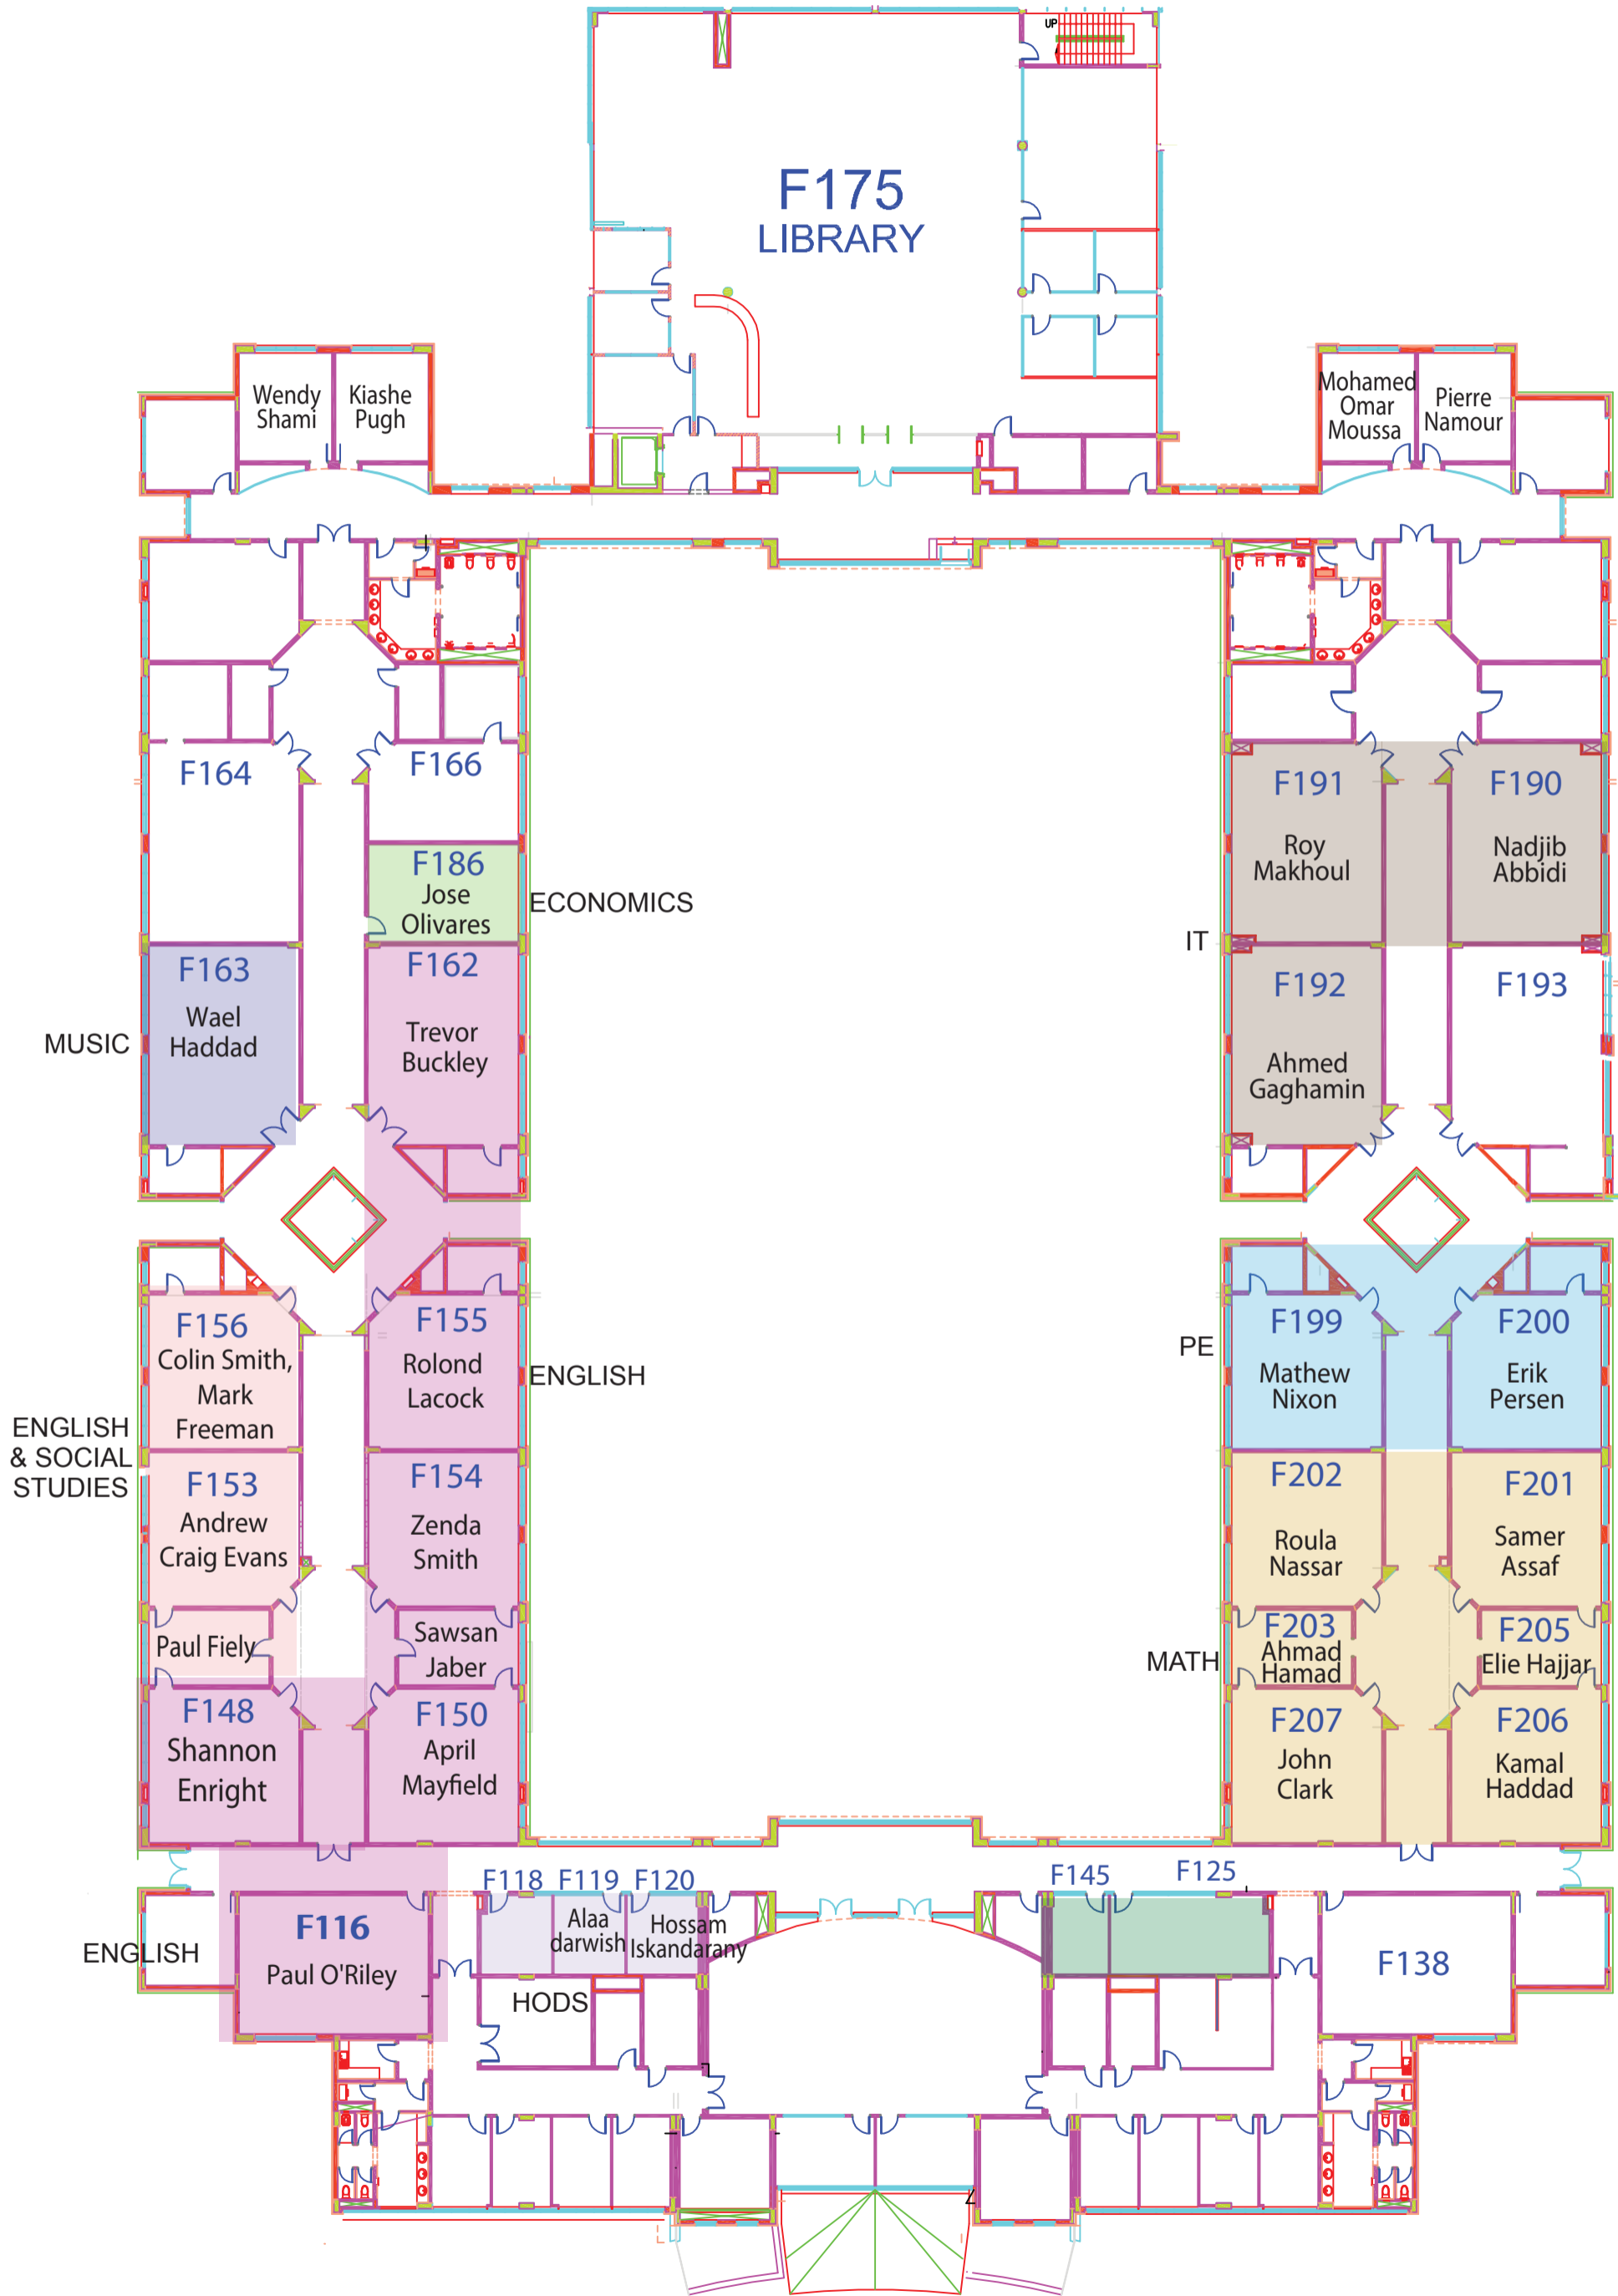 UP
F175
LIBRARY
Wendy
Shami
Kiashe
Pugh
Mohamed
Omar
Moussa
Pierre
Namour
F164
F166
F186
Jose
Olivares
ECONOMICS
F163
Wael
Haddad
MUSIC
F162
Trevor
Buckley
F191
Roy
Makhoul
F190
Nadjib
Abbidi
IT
F192
Ahmed
Gaghamin
F193
F156
Colin Smith,
Mark
Freeman
F155
Rolond
Lacock
ENGLISH
ENGLISH
& SOCIAL
STUDIES
F153
Andrew
Craig Evans
F154
Zenda
Smith
Paul Fiely
Sawsan
Jaber
F148
Shannon
Enright
F150
April
Mayfield
PE
F199
Mathew
Nixon
F200
Erik
Persen
F202
Roula
Nassar
F201
Samer
Assaf
MATH
F203
Ahmad
Hamad
F205
Elie Hajjar
F207
John
Clark
F206
Kamal
Haddad
F118
F119
F120
F145
F125
ENGLISH
F116
Paul O'Riley
Alaa
darwish
Hossam
Iskandarany
HODS
F138